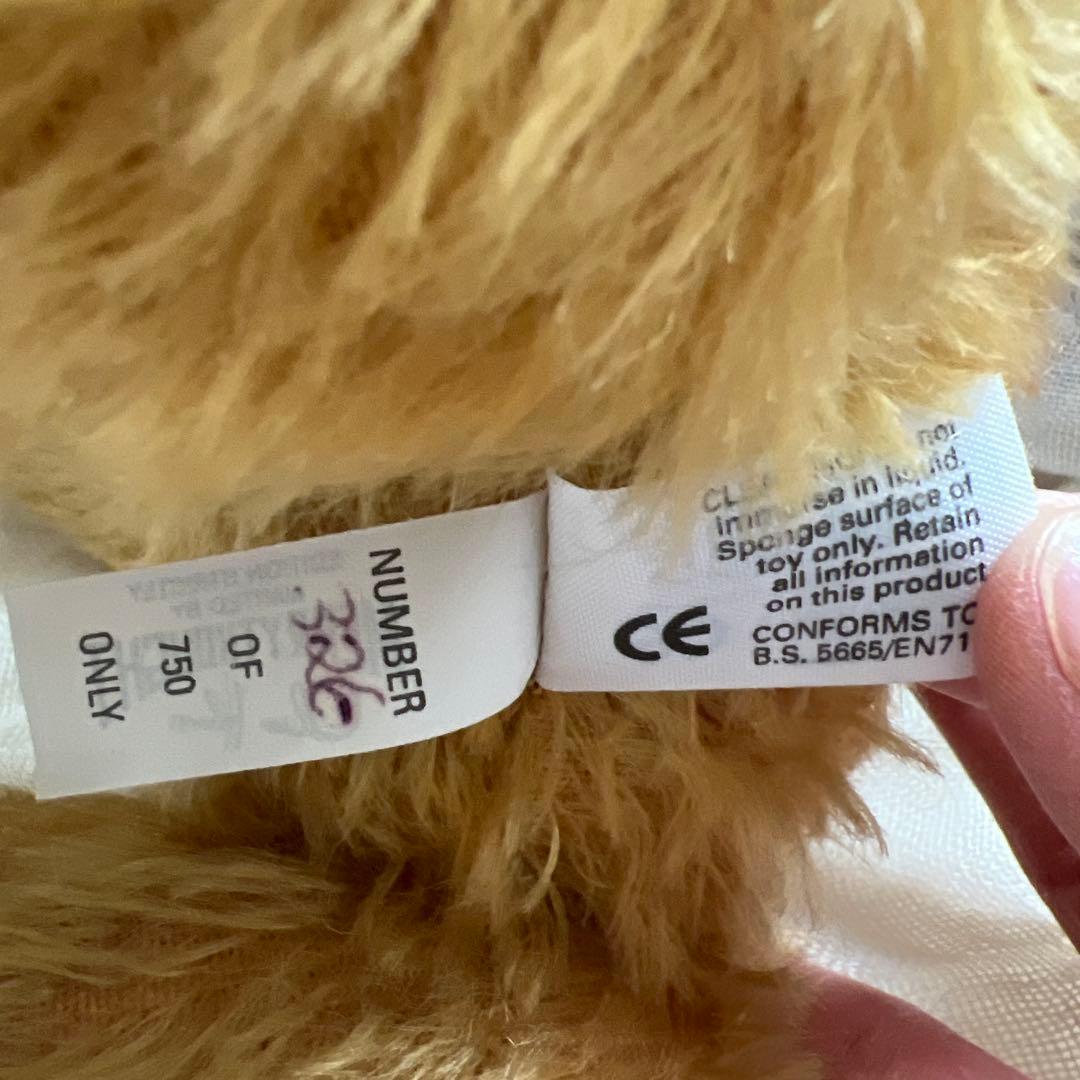 NUMBER
326
OF
750
ONLY
not
in liquid.
Sponge surface of
toy only. Retain
all information
on this product
CE
CONFORMS TO
B.S. 5665/EN71